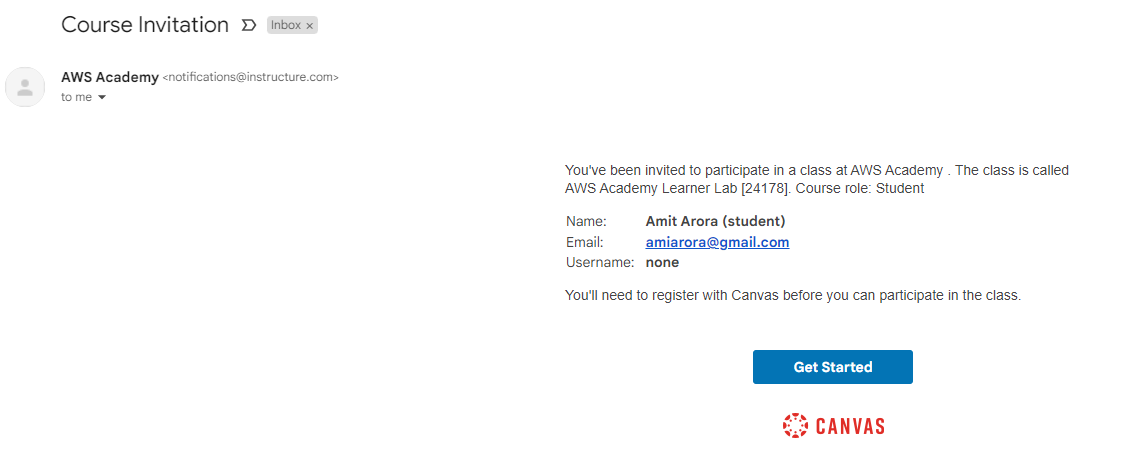 Course Invitation Inbox ×
AWS Academy <notifications@instructure.com>
to me
You've been invited to participate in a class at AWS Academy . The class is called
AWS Academy Learner Lab [24178]. Course role: Student
Name: Amit Arora (student)
Email: amiarora@gmail.com
Username: none
You'll need to register with Canvas before you can participate in the class.
Get Started
CANVAS